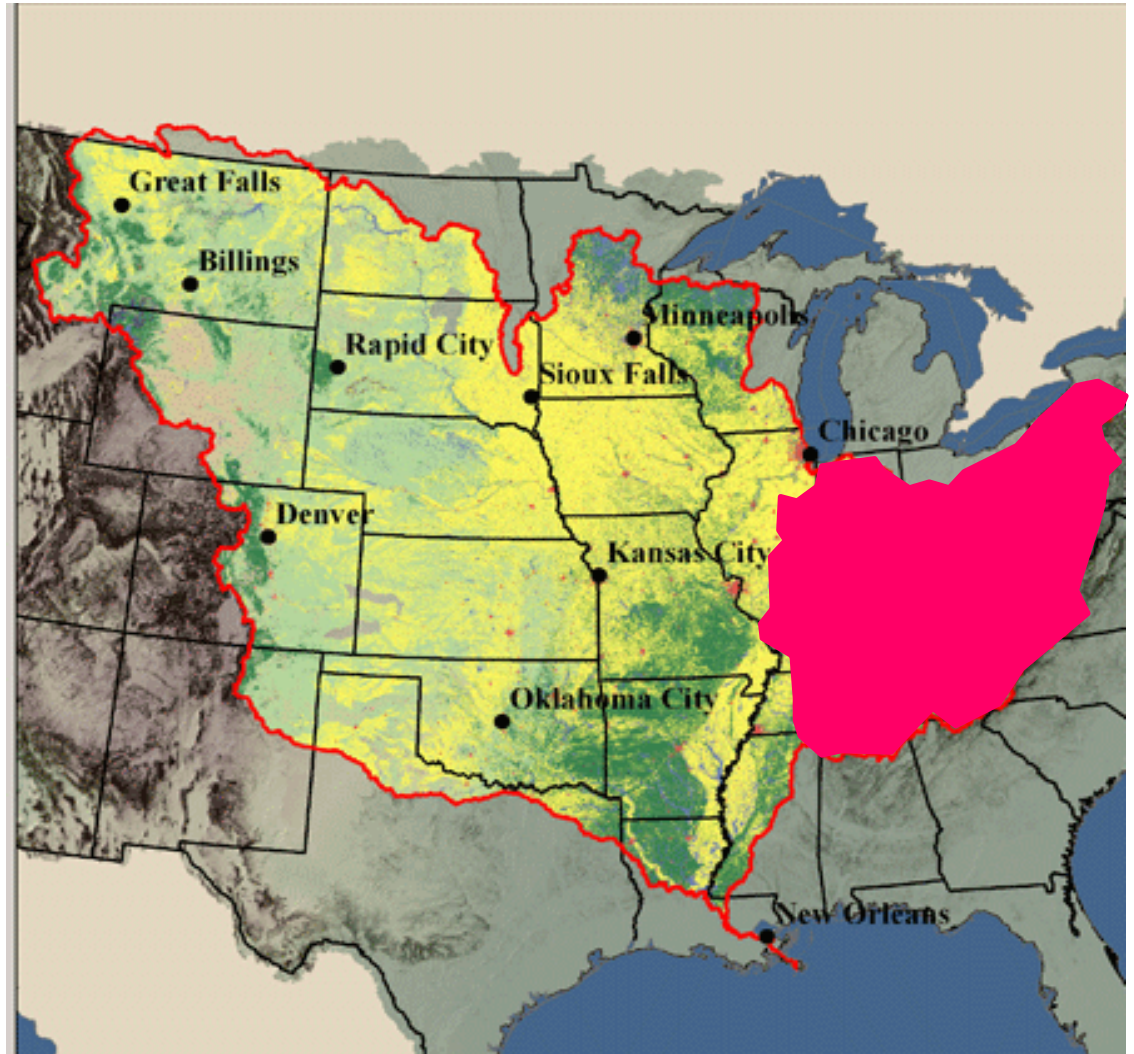 Great Falls
Billings
Minneapolis
Rapid City
Sioux Falls
Chicago
Denver
Kansas City
Oklahoma City
New Orleans